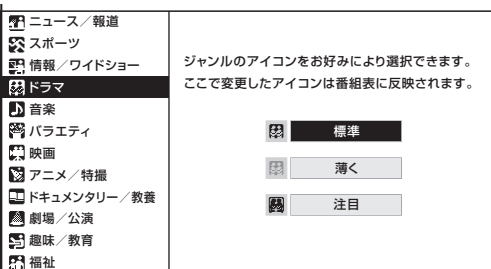 ニュース／報道
スポーツ
情報／ワイドショー
ドラマ
音楽
バラエティ
映画
アニメ／特撮
ドキュメンタリー／教養
劇場／公演
趣味／教育
福祉
ジャンルのアイコンをお好みにより選択できます。
ここで変更したアイコンは番組表に反映されます。
標準
薄く
注目